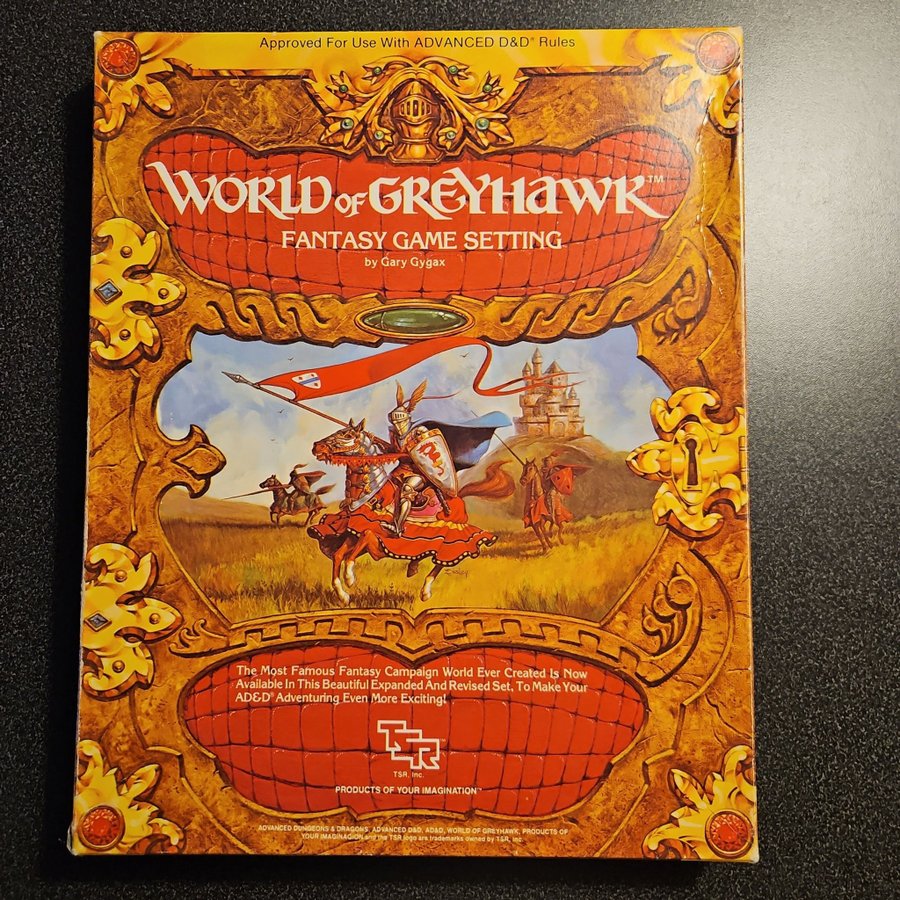 Approved For Use With ADVANCED D&D® Rules
WORLD OF GREYHAWK™
FANTASY GAME SETTING
by Gary Gygax
The Most Famous Fantasy Campaign World Ever Created Is Now
Available In This Beautiful Expanded And Revised Set, To Make Your
AD&D® Adventuring Even More Exciting!
TSR™
TSR, Inc.
PRODUCTS OF YOUR IMAGINATION™
ADVANCED DUNGEONS & DRAGONS, ADVANCED D&D, AD&D, WORLD OF GREYHAWK, PRODUCTS OF
YOUR IMAGINACION and the TSR logo are trademarks owned by TSR, Inc.